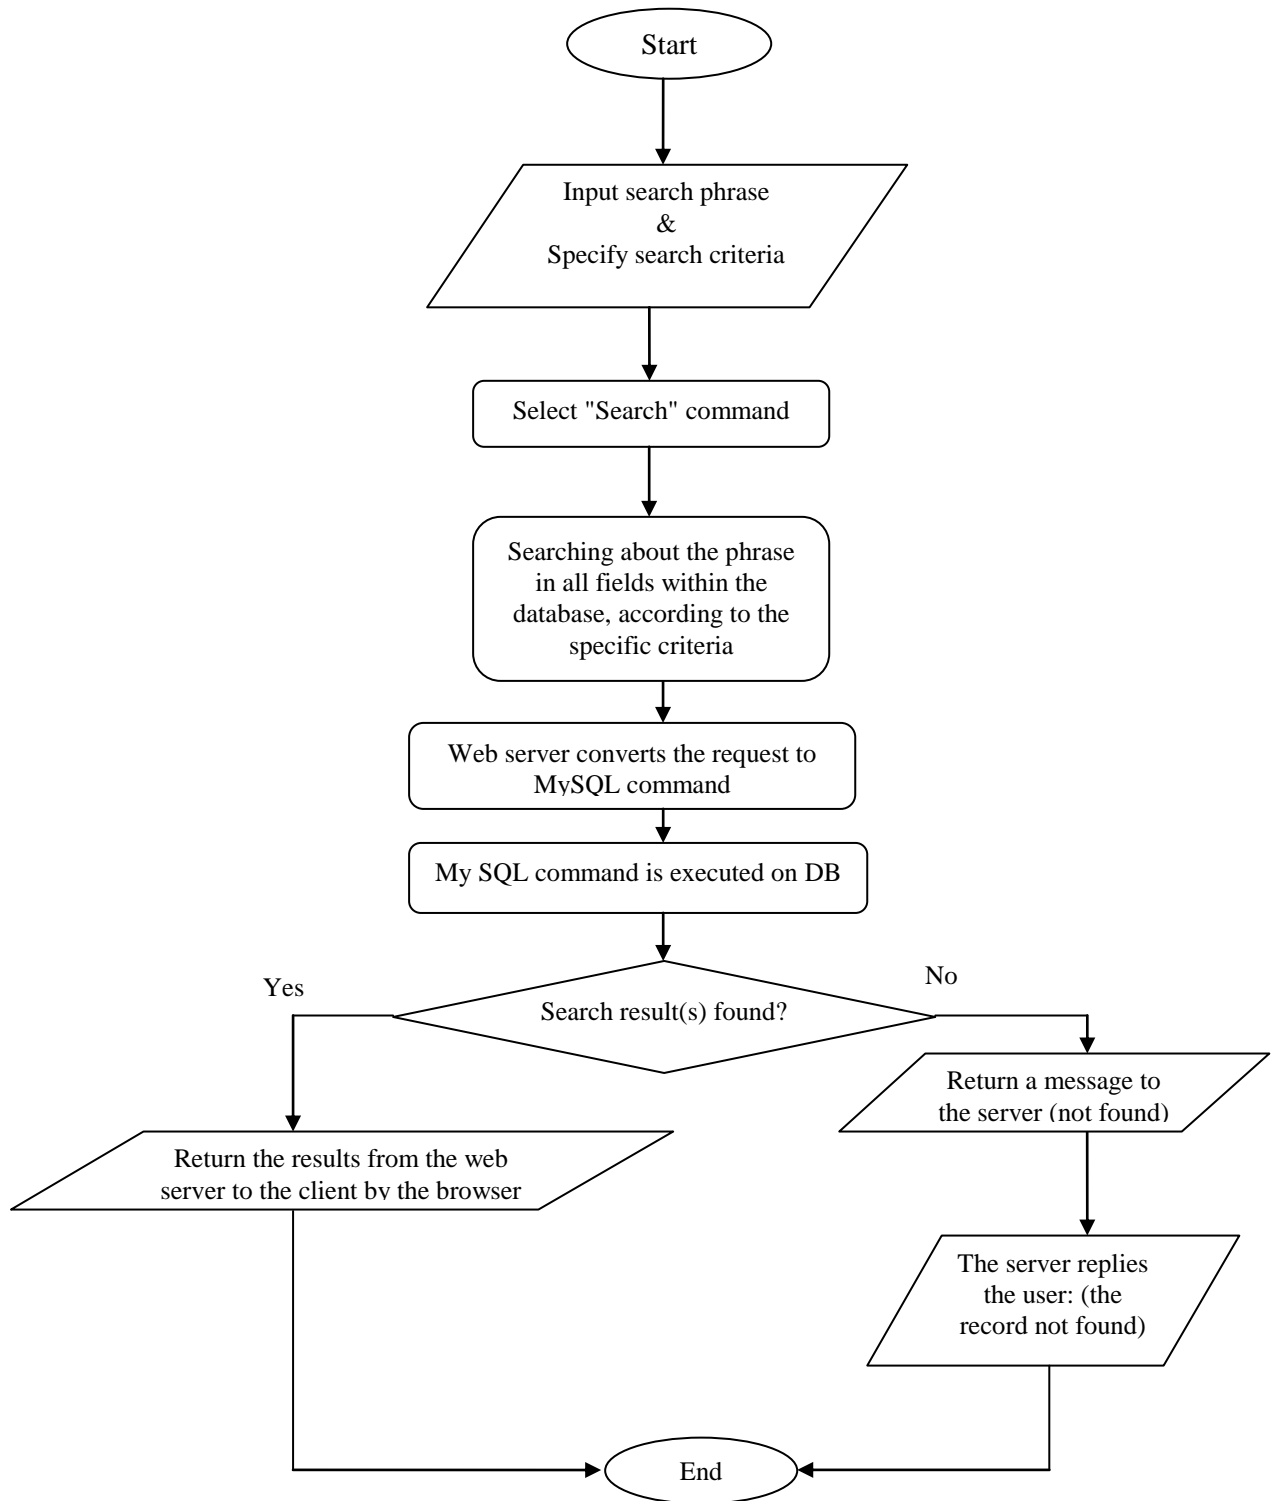 Start
Input search phrase
&
Specify search criteria
Select "Search" command
Searching about the phrase
in all fields within the
database, according to the
specific criteria
Web server converts the request to
MySQL command
My SQL command is executed on DB
Yes
No
Search result(s) found?
Return a message to
the server (not found)
Return the results from the web
server to the client by the browser
The server replies
the user: (the
record not found)
End